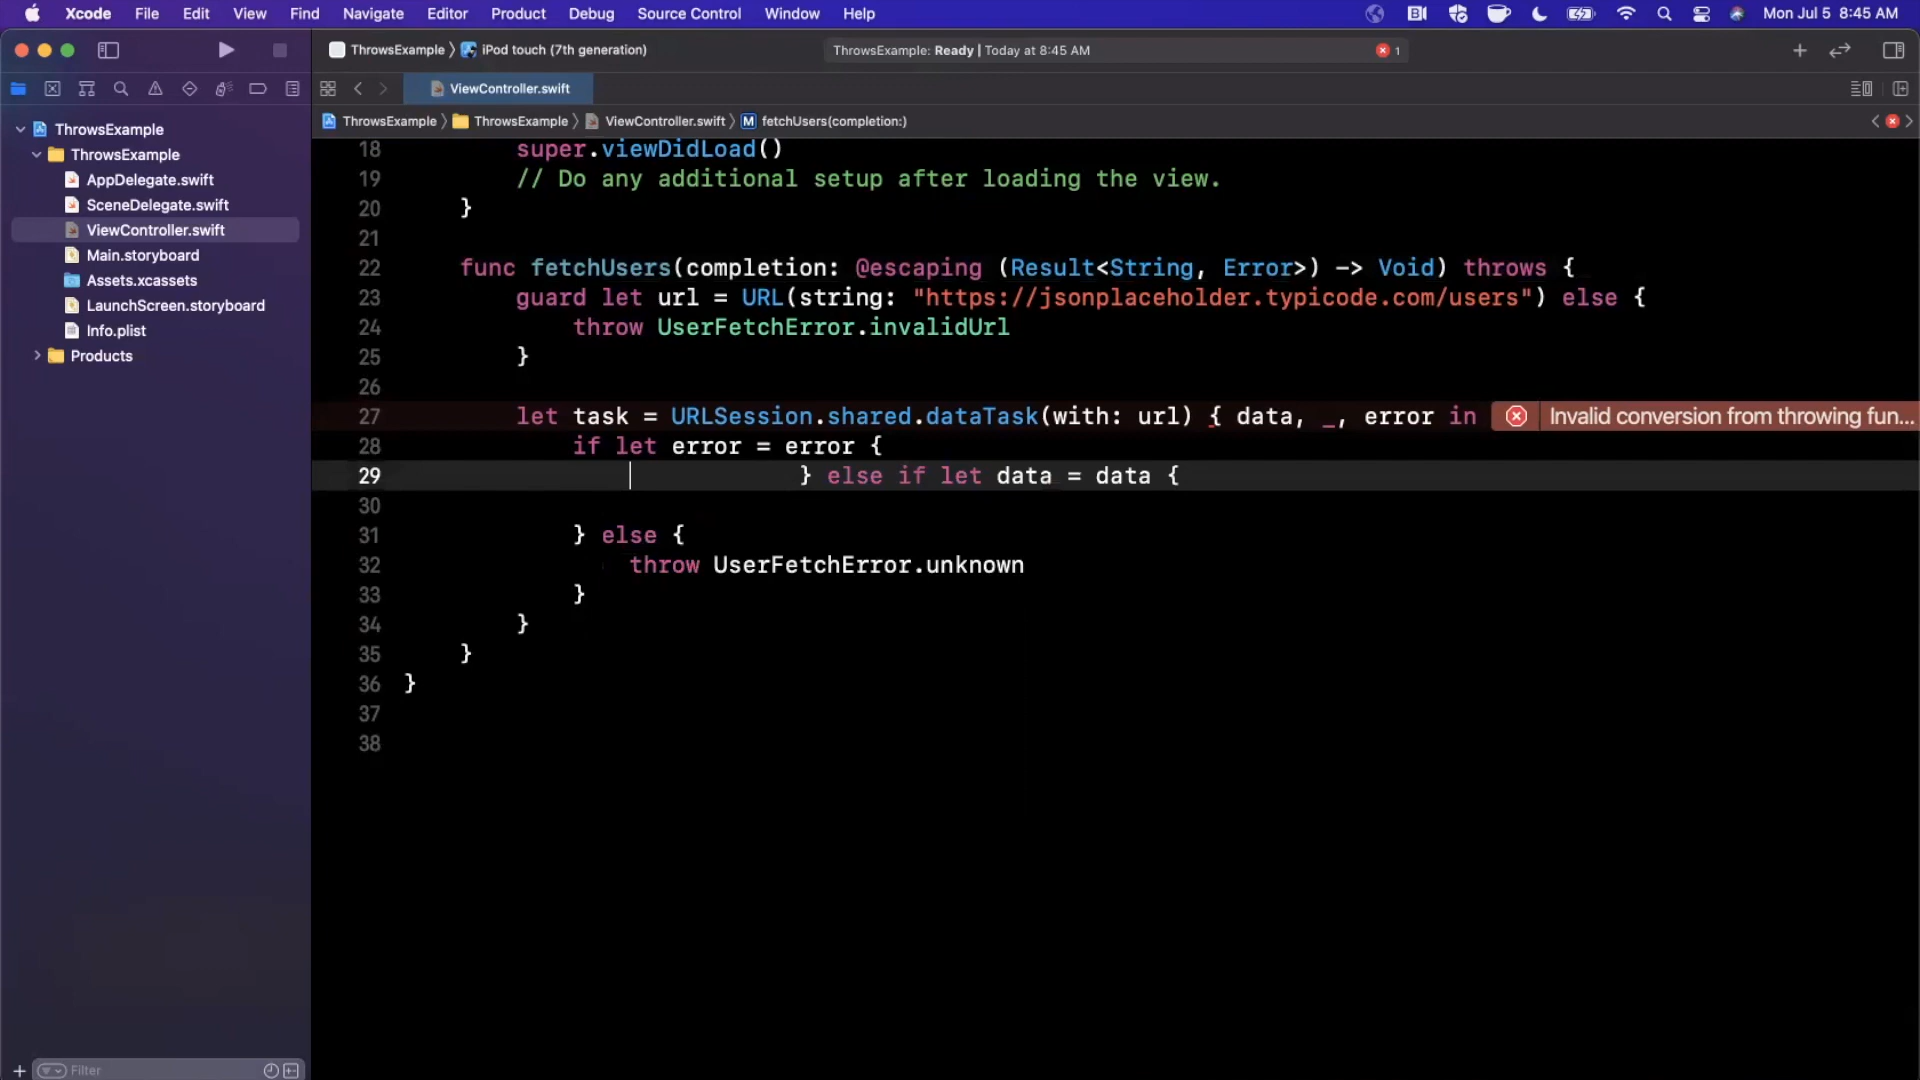 Xcode File Edit View Find Navigate Editor Product Debug Source Control Window Help Mon Jul 5 8:45 AM
ThrowsExample 〉 iPod touch (7th generation) ThrowsExample: Ready | Today at 8:45 AM 1
ViewController.swift
ThrowsExample 〉 ThrowsExample 〉 ViewController.swift 〉 M fetchUsers(completion:)
ThrowsExample
ThrowsExample
AppDelegate.swift
SceneDelegate.swift
ViewController.swift
Main.storyboard
Assets.xcassets
LaunchScreen.storyboard
Info.plist
Products
Filter
18 super.viewDidLoad()
19 // Do any additional setup after loading the view.
20 }
21
22 func fetchUsers(completion: @escaping (Result<String, Error>) -> Void) throws {
23 guard let url = URL(string: "https://jsonplaceholder.typicode.com/users") else {
24 throw UserFetchError.invalidUrl
25 }
26
27 let task = URLSession.shared.dataTask(with: url) { data, _, error in Invalid conversion from throwing fun...
28 if let error = error {
29 } else if let data = data {
30
31 } else {
32 throw UserFetchError.unknown
33 }
34 }
35 }
36 }
37
38